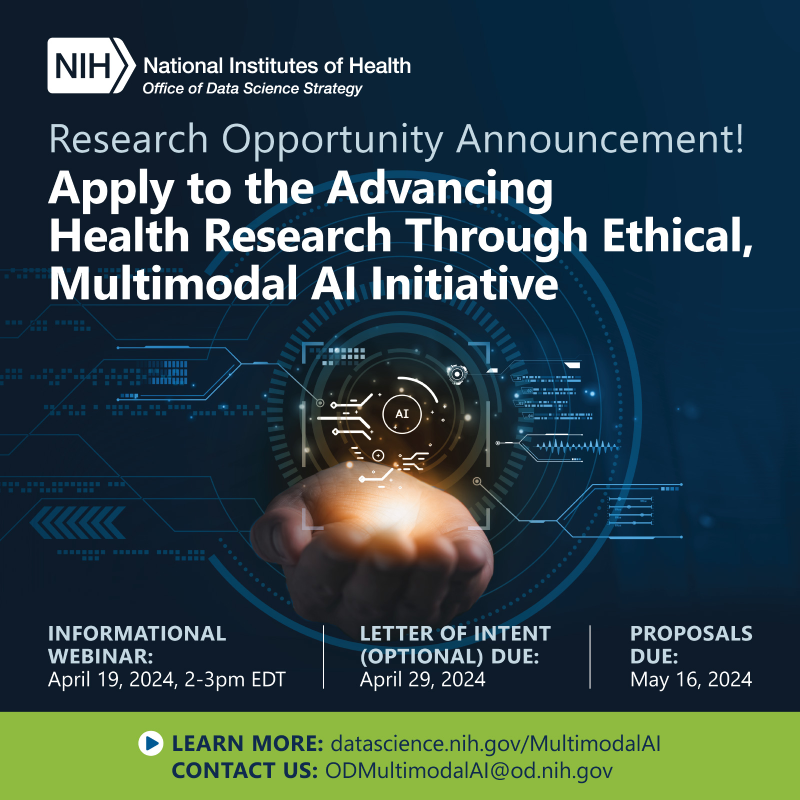 NIH National Institutes of Health
Office of Data Science Strategy
Research Opportunity Announcement!
Apply to the Advancing
Health Research Through Ethical,
Multimodal AI Initiative
AI
INFORMATIONAL
WEBINAR:
April 19, 2024, 2-3pm EDT
LETTER OF INTENT
(OPTIONAL) DUE:
April 29, 2024
PROPOSALS
DUE:
May 16, 2024
LEARN MORE: datascience.nih.gov/MultimodalAI
CONTACT US: ODMultimodalAI@od.nih.gov